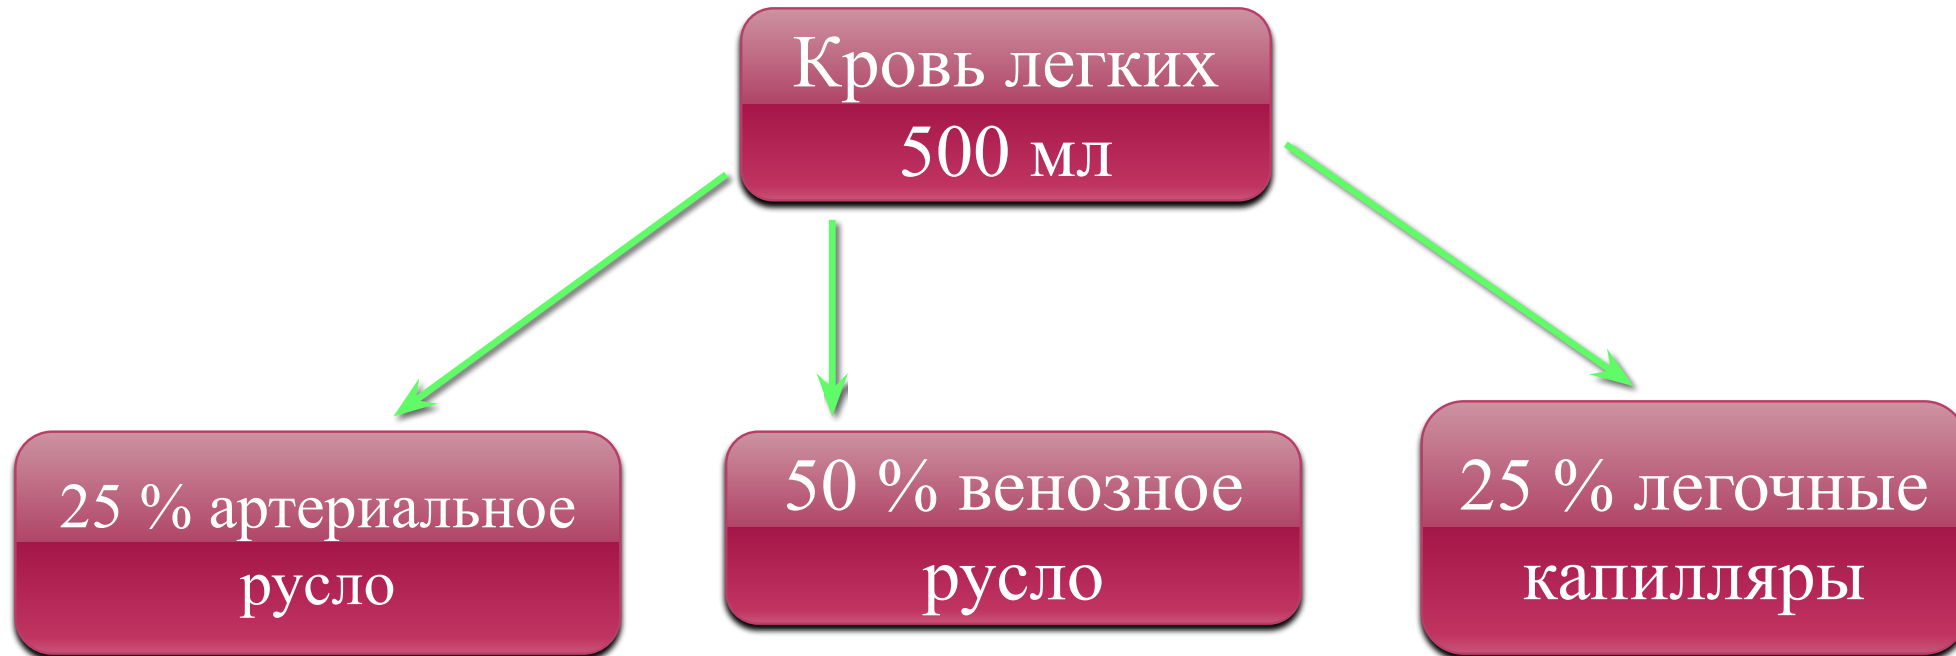 Кровь легких
500 мл
25 % артериальное
русло
50 % венозное
русло
25 % легочные
капилляры